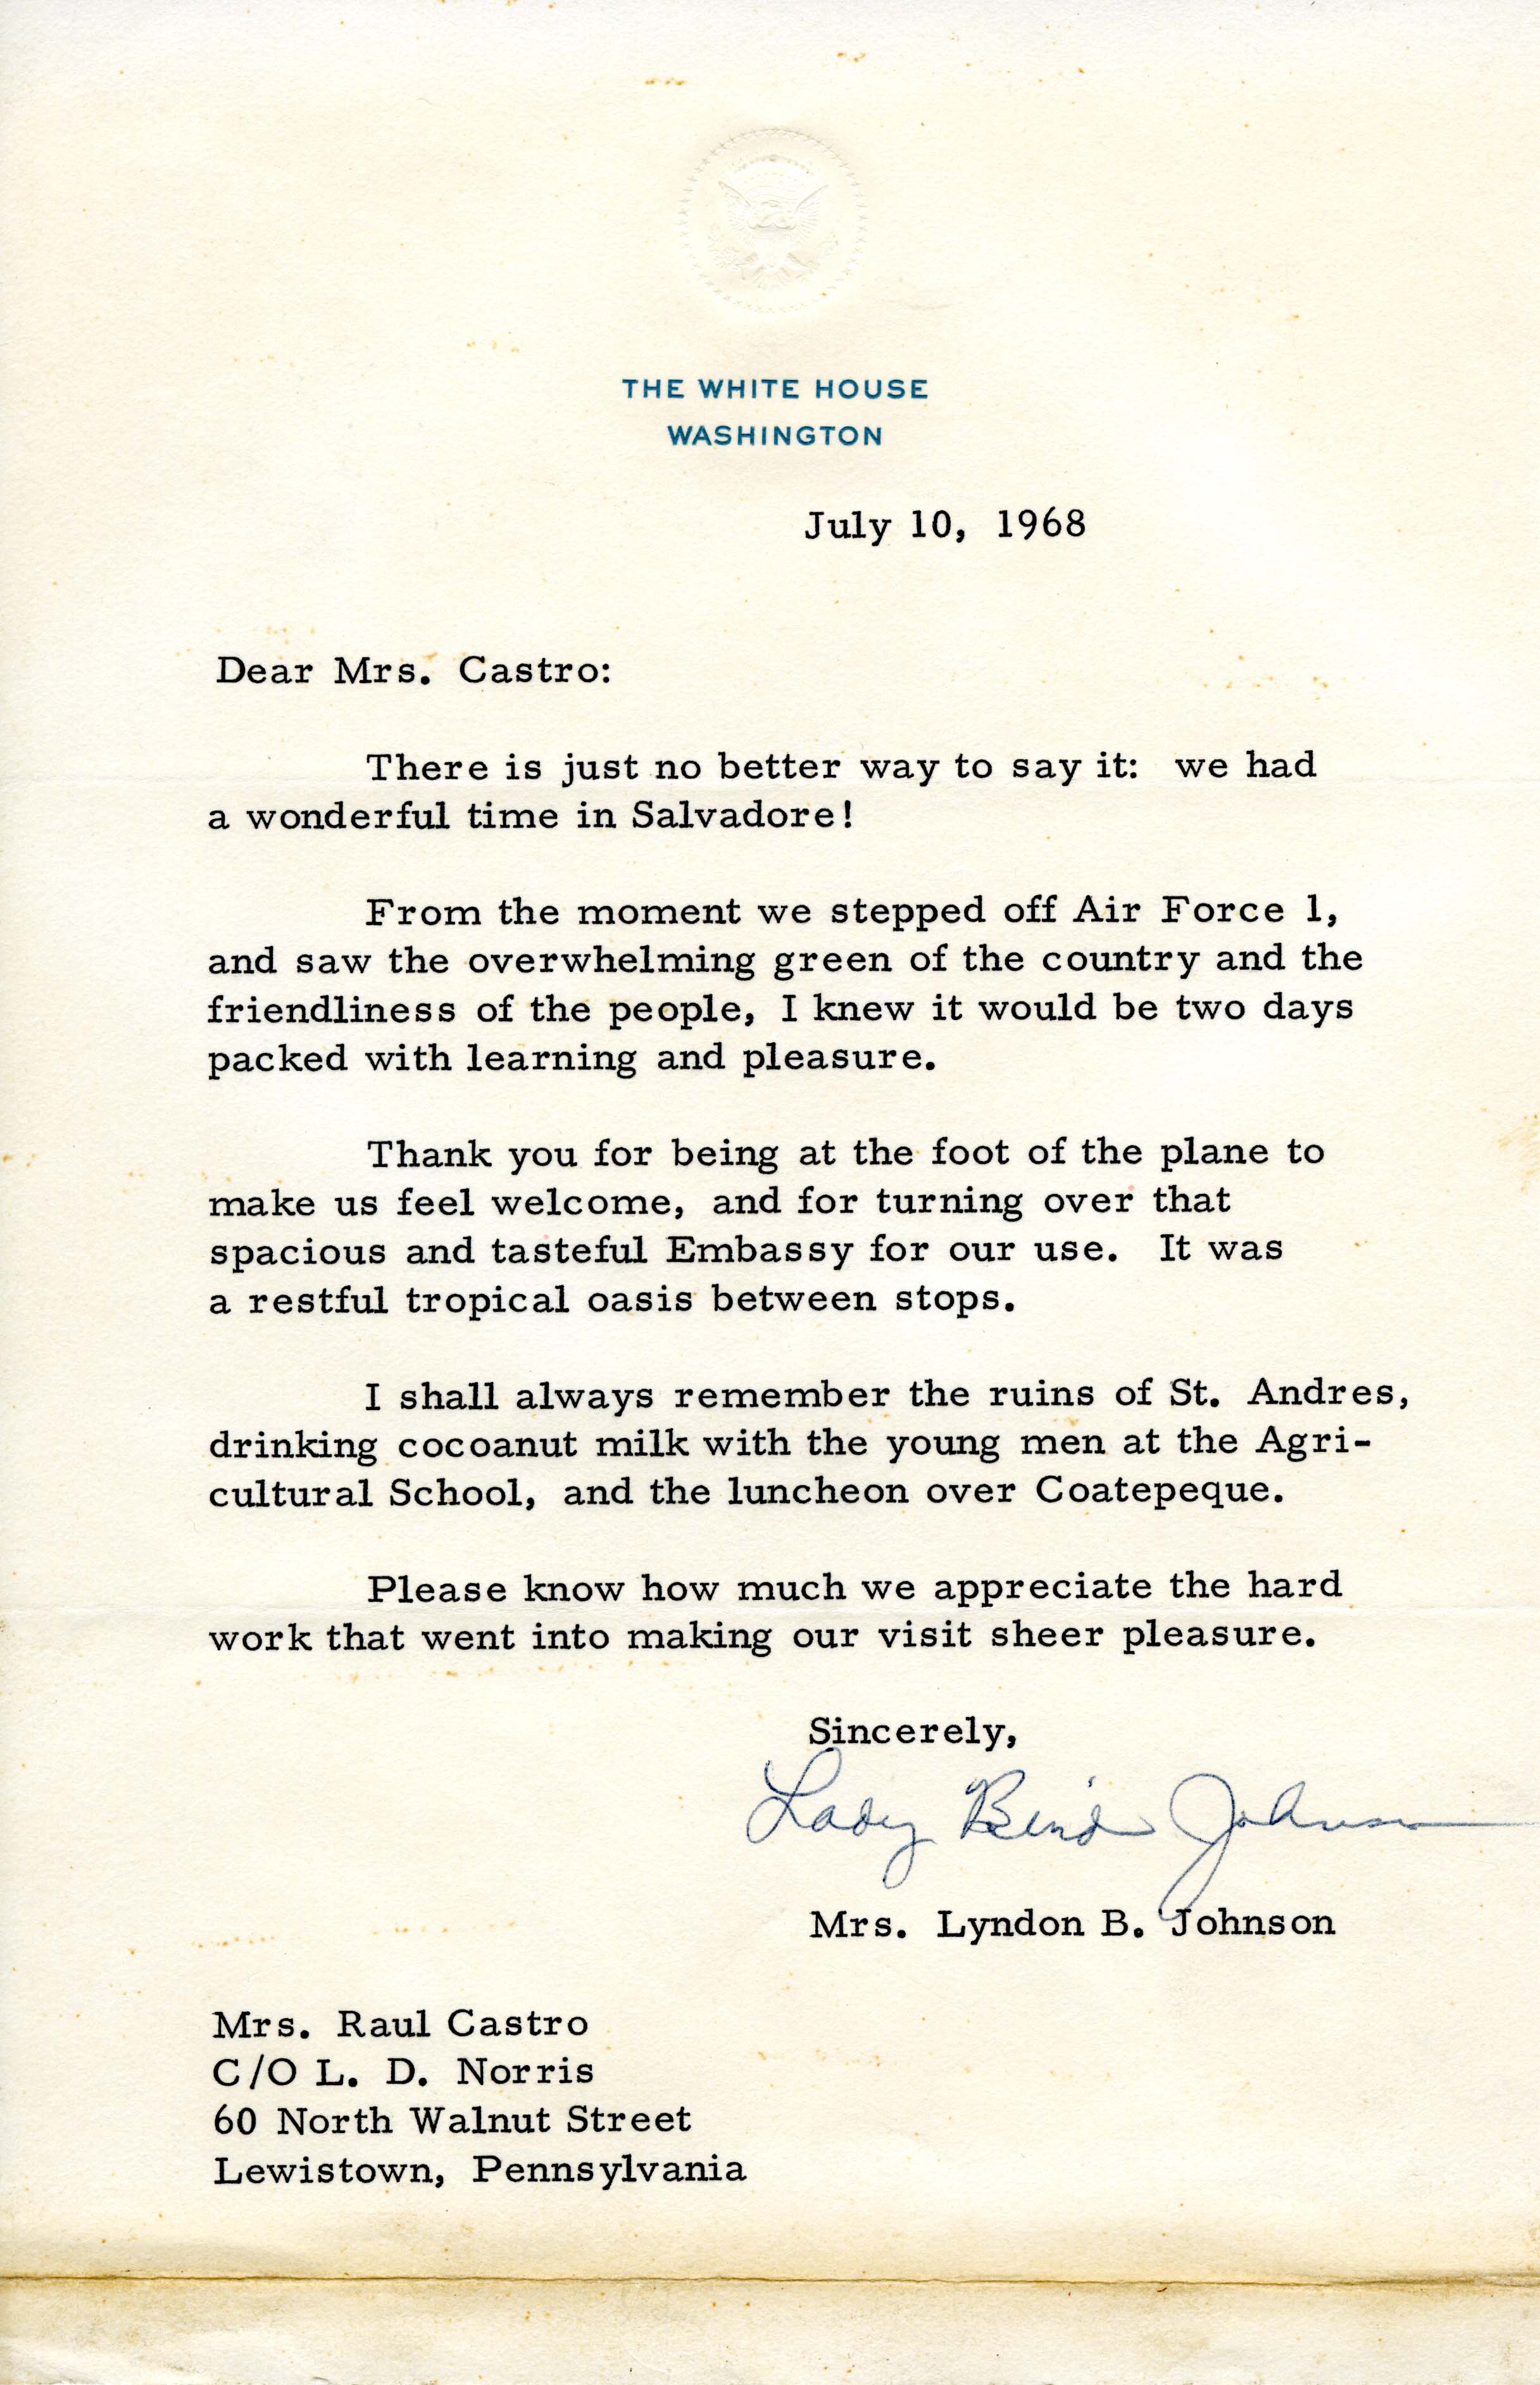 THE WHITE HOUSE
WASHINGTON
July 10, 1968
Dear Mrs. Castro:
There is just no better way to say it: we had
a wonderful time in Salvadore!
From the moment we stepped off Air Force 1,
and saw the overwhelming green of the country and the
friendliness of the people, I knew it would be two days
packed with learning and pleasure.
Thank you for being at the foot of the plane to
make us feel welcome, and for turning over that
spacious and tasteful Embassy for our use. It was
a restful tropical oasis between stops.
I shall always remember the ruins of St. Andres,
drinking cocoanut milk with the young men at the Agri-
cultural School, and the luncheon over Coatepeque.
Please know how much we appreciate the hard
work that went into making our visit sheer pleasure.
Sincerely,
Lady Bird Johnson
Mrs. Lyndon B. Johnson
Mrs. Raul Castro
C/O L. D. Norris
60 North Walnut Street
Lewistown, Pennsylvania